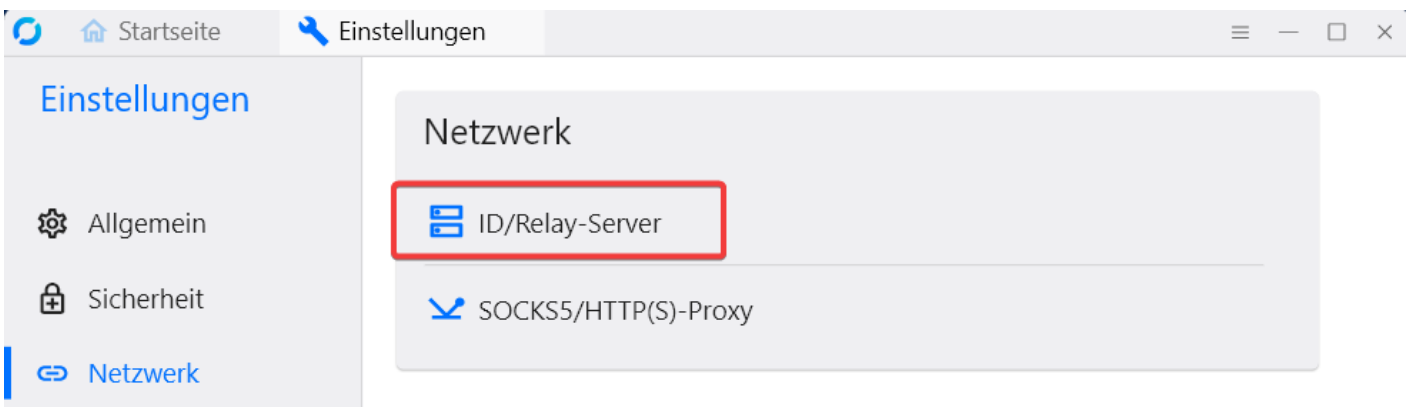 Startseite
Einstellungen
Einstellungen
Allgemein
Sicherheit
Netzwerk
Netzwerk
ID/Relay-Server
SOCKS5/HTTP(S)-Proxy